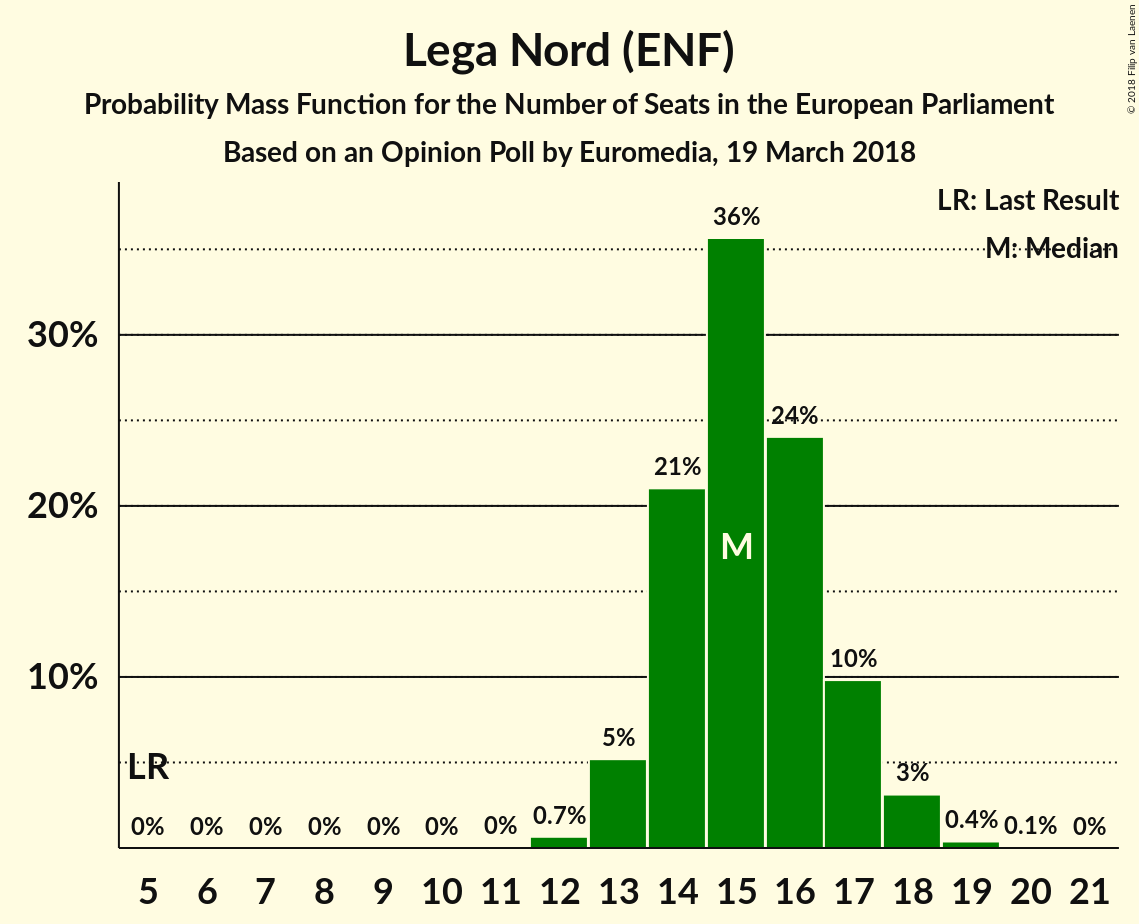 Lega Nord (ENF)
Probability Mass Function for the Number of Seats in the European Parliament
Based on an Opinion Poll by Euromedia, 19 March 2018
© 2018 Filip van Laenen
LR: Last Result
M: Median
30%
20%
10%
LR
M
0% 0% 0% 0% 0% 0% 0% 0.7% 5% 21% 36% 24% 10% 3% 0.4% 0.1% 0%
5 6 7 8 9 10 11 12 13 14 15 16 17 18 19 20 21